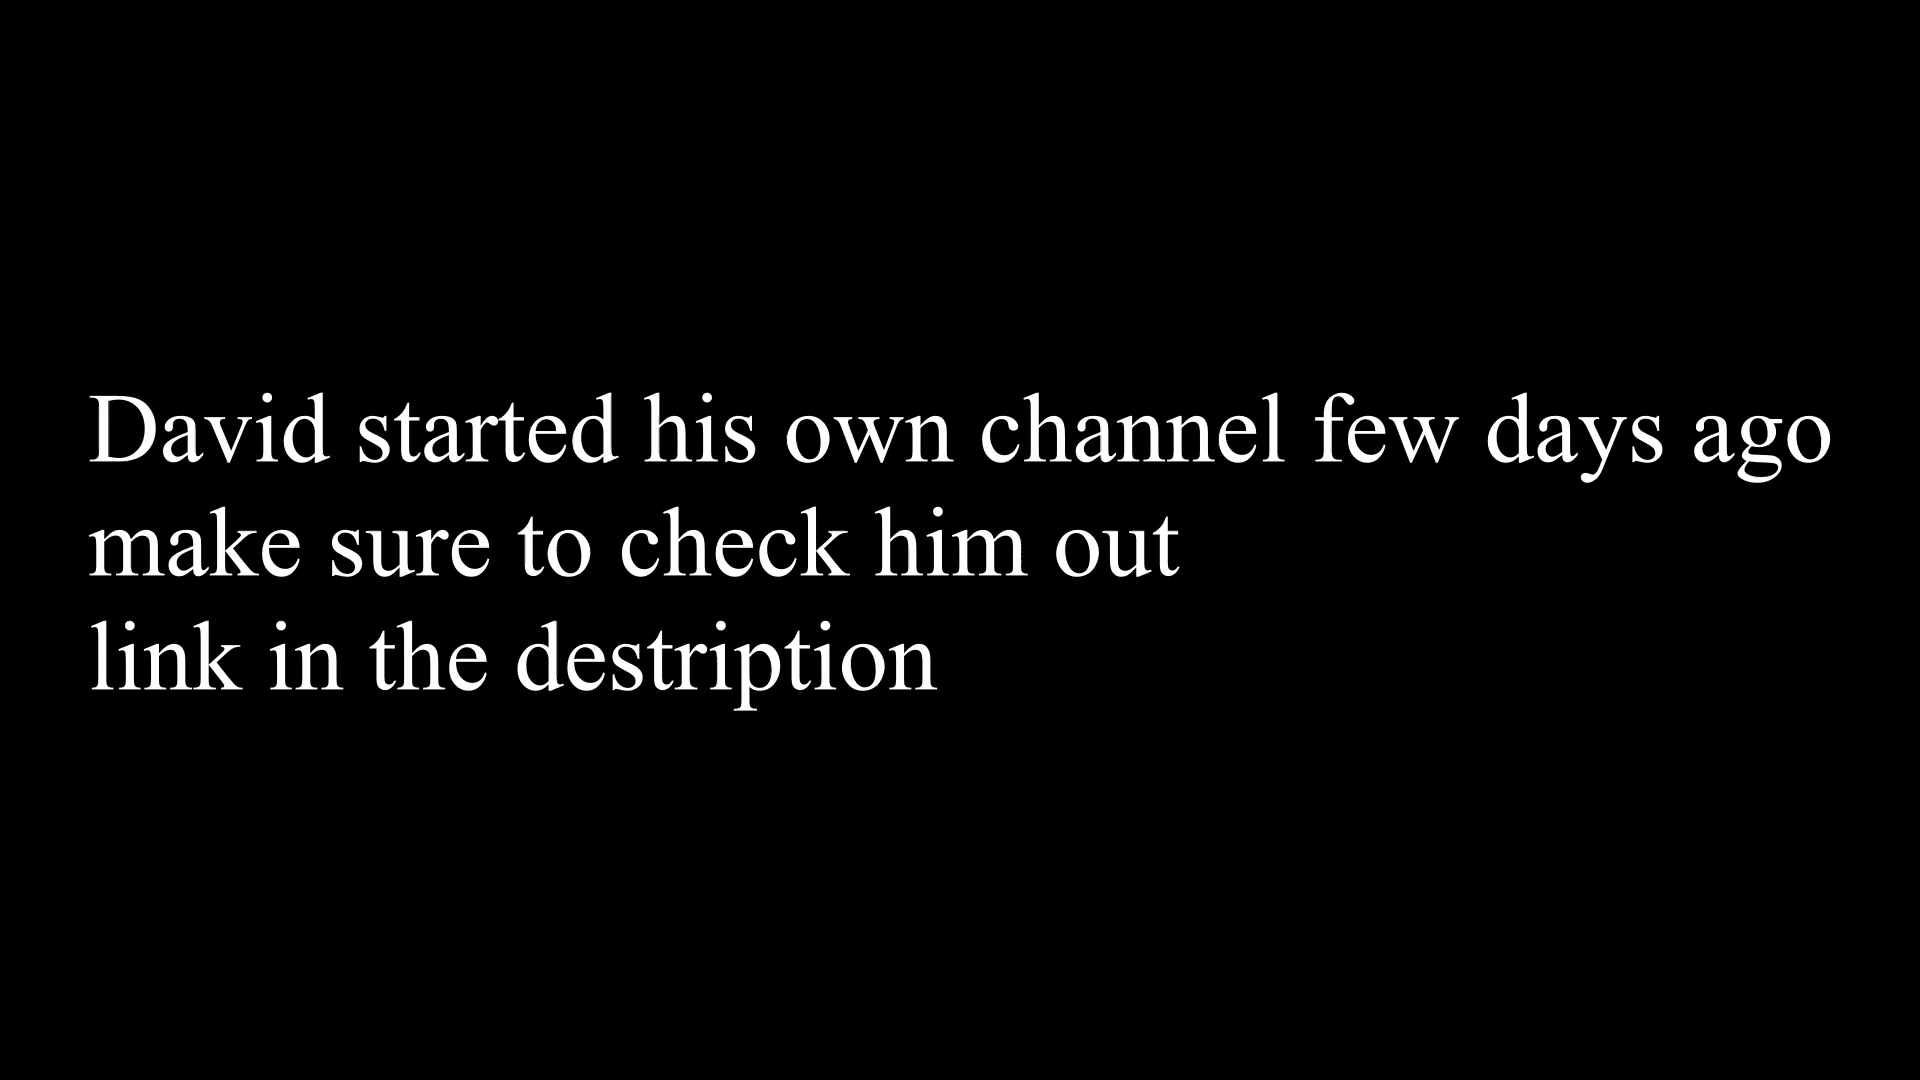 David started his own channel few days ago
make sure to check him out
link in the destription